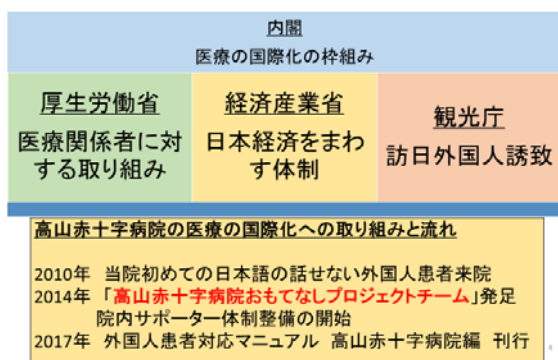 内閣
医療の国際化の枠組み
厚生労働省
医療関係者に対
する取り組み
経済産業省
日本経済をまわ
す体制
観光庁
訪日外国人誘致
高山赤十字病院の医療の国際化への取り組みと流れ
2010年 当院初めての日本語の話せない外国人患者来院
2014年 「高山赤十字病院おもてなしプロジェクトチーム」発足
院内サポーター体制整備の開始
2017年 外国人患者対応マニュアル 高山赤十字病院編 刊行
4